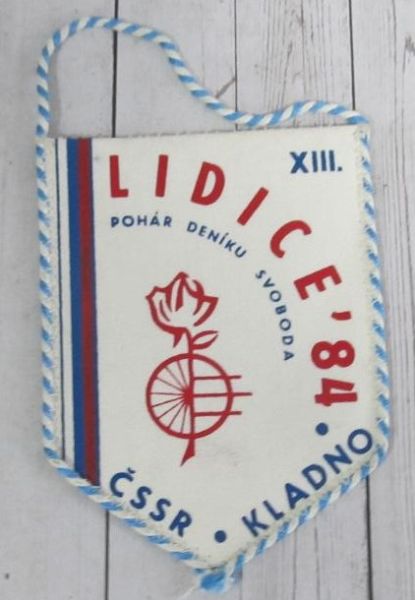 XIII.
LIDICE '84
POHÁR DENÍKU SVOBODA
ČSSR • KLADNO •